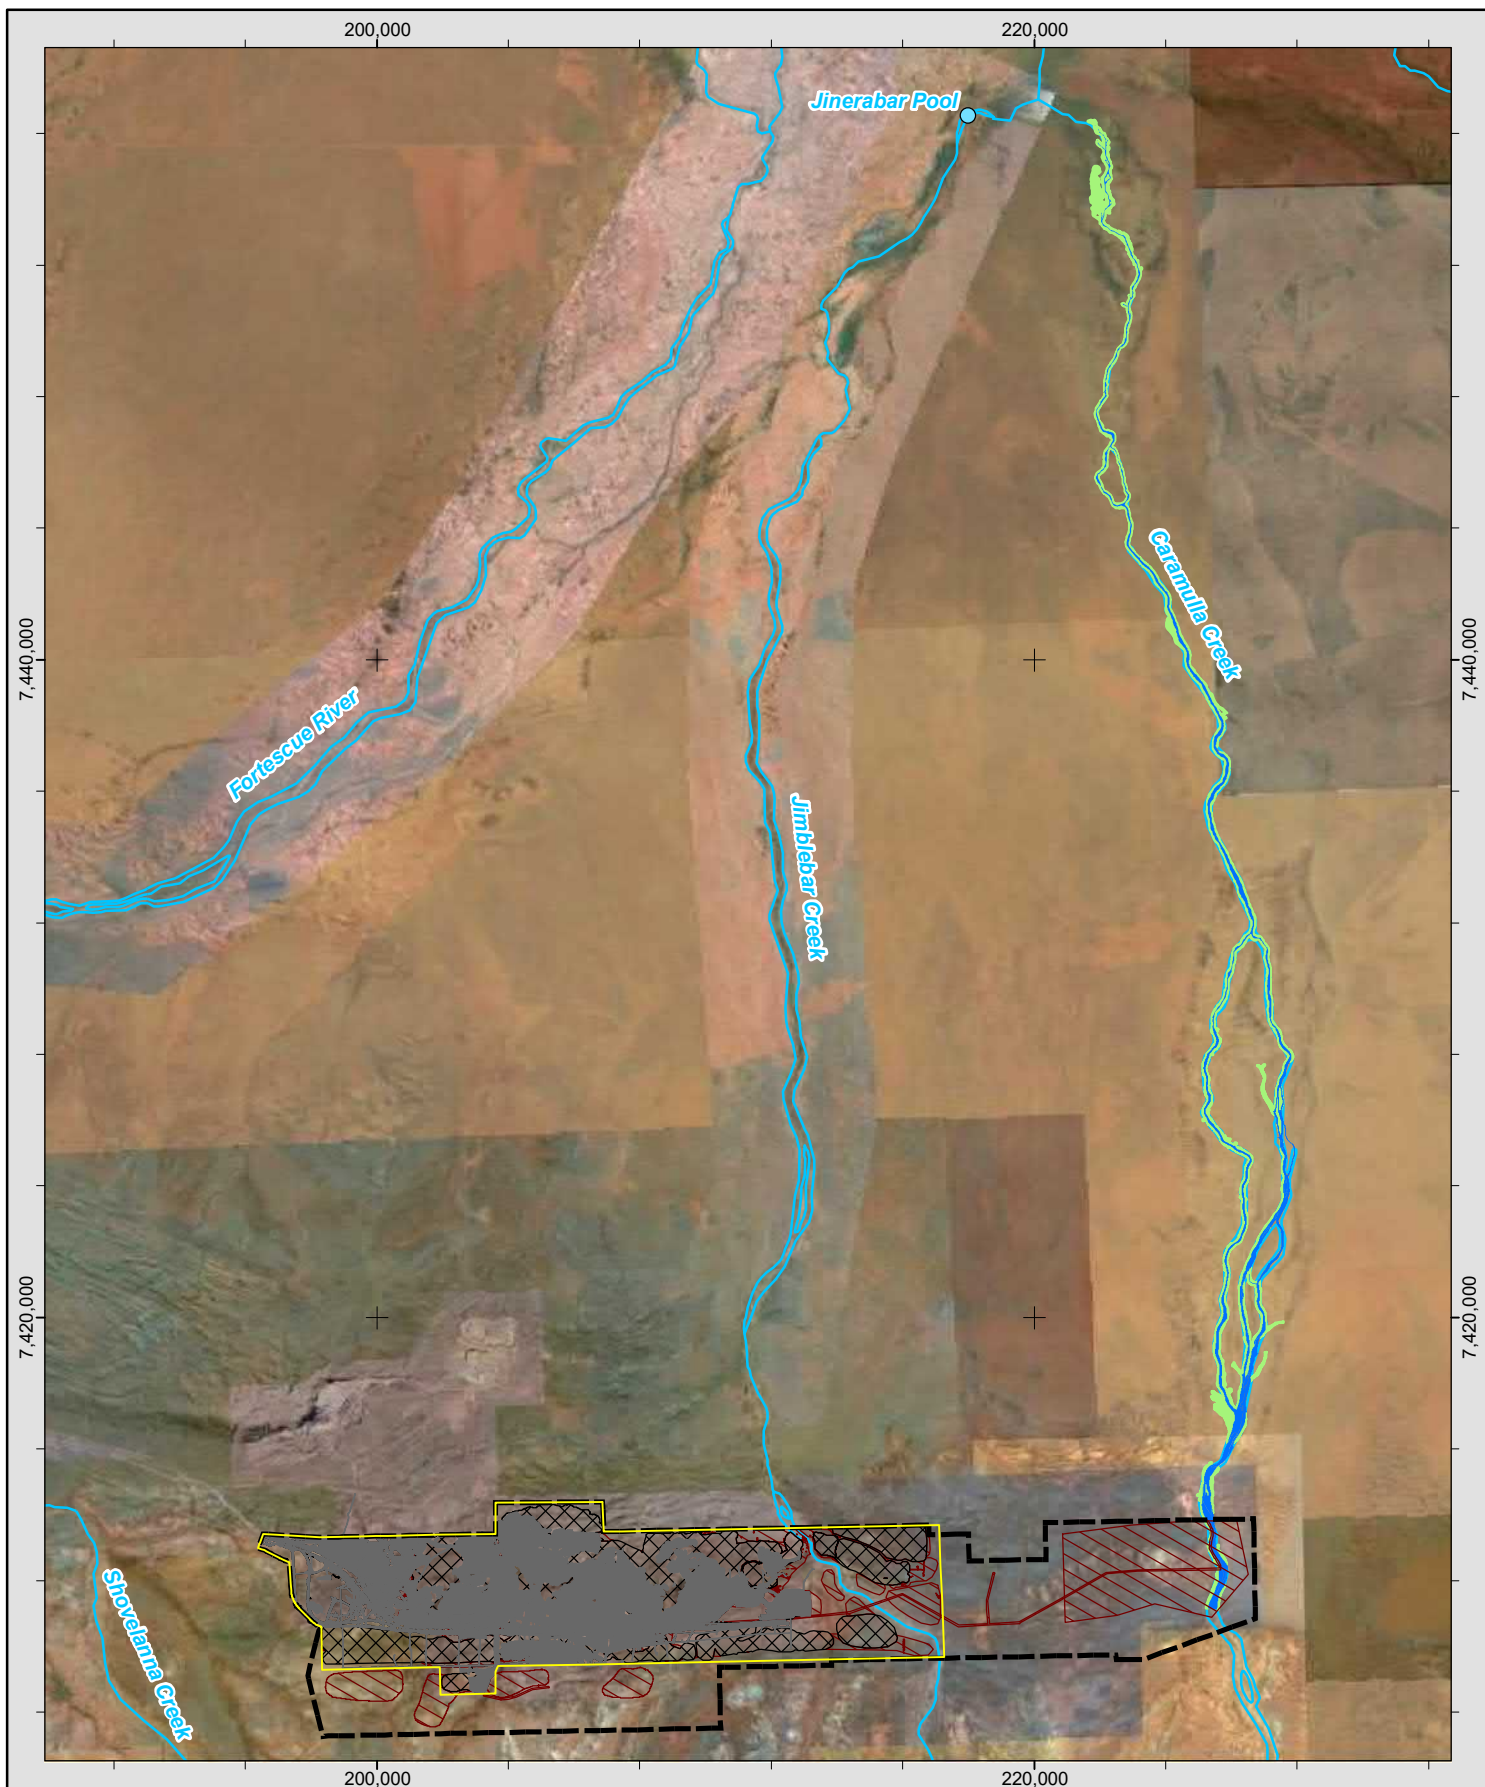 200,000
220,000
Jinerabar Pool
Caramulla Creek
7,440,000
7,440,000
Fortescue River
Jimblebar Creek
7,420,000
7,420,000
Shovelanna Creek
200,000
220,000